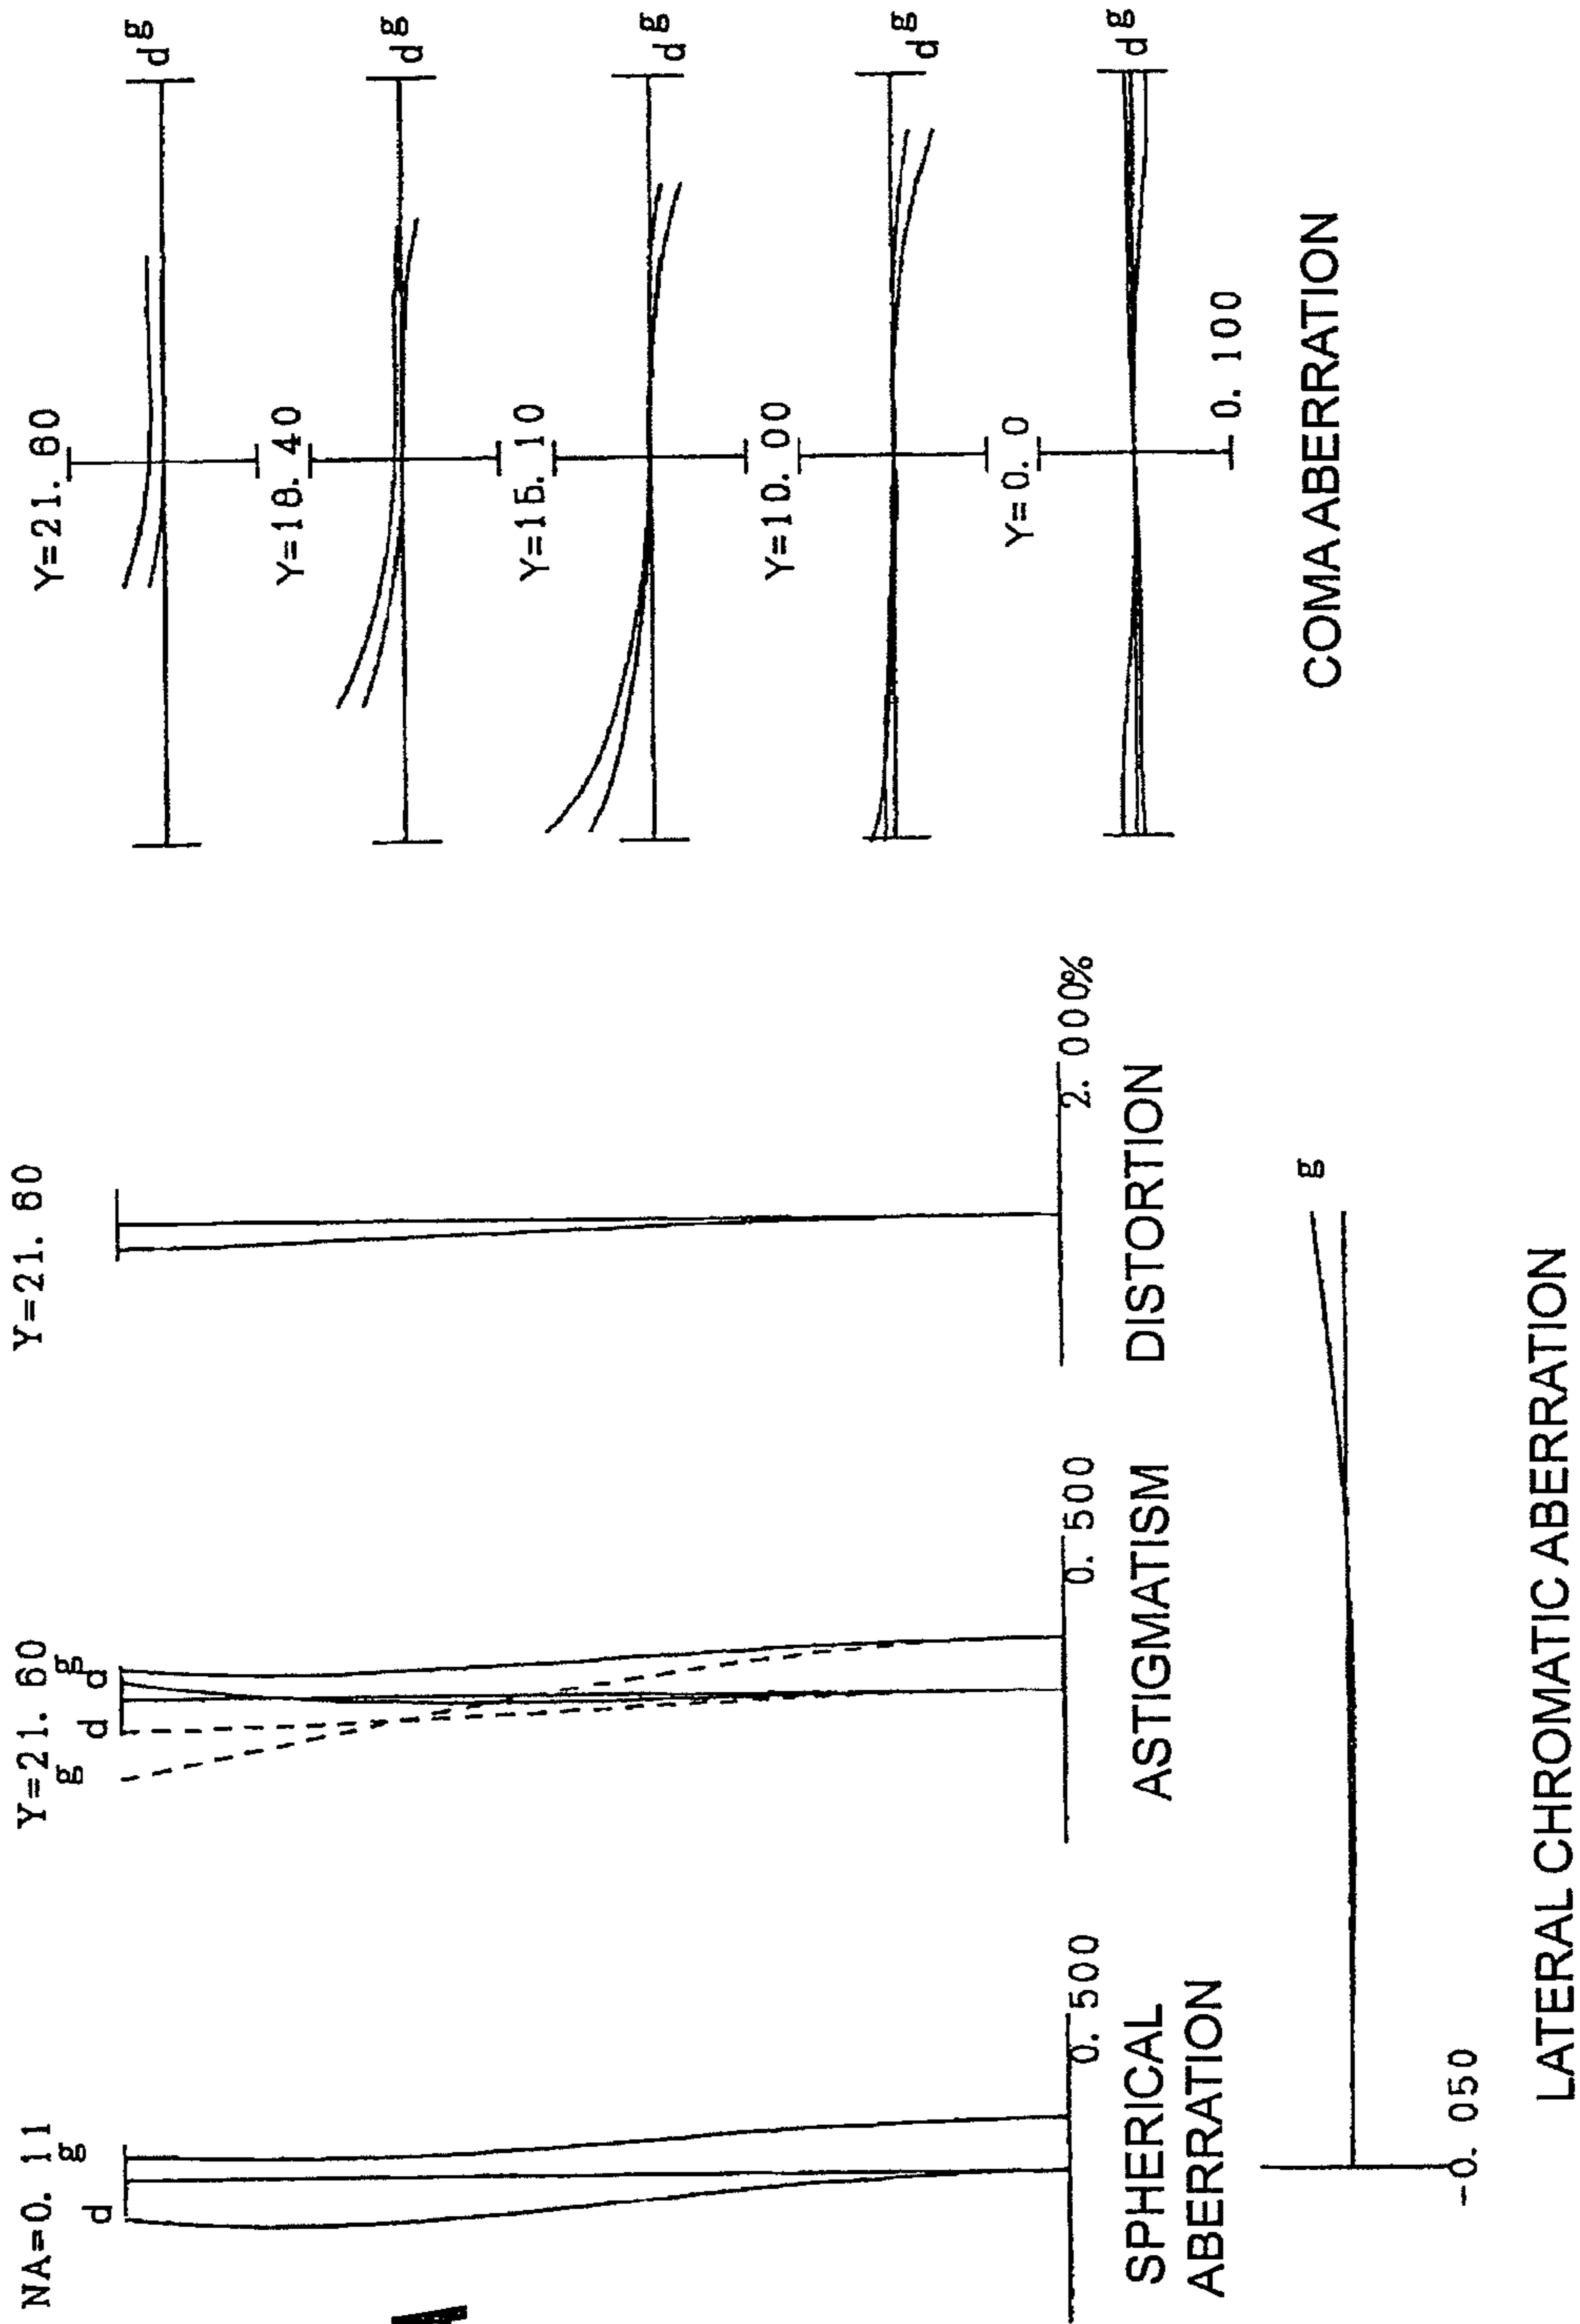 NA=0. 11
d
g
0. 500
SPHERICAL
ABERRATION
Y=21. 60
g
d
d
g
0. 500
ASTIGMATISM
Y=21. 60
2. 000%
DISTORTION
Y=21. 60
d g
Y=18. 40
d g
Y=15. 10
d g
Y=10. 00
d g
Y=0. 0
d g
0. 100
COMA ABERRATION
g
-0. 050
LATERAL CHROMATIC ABERRATION